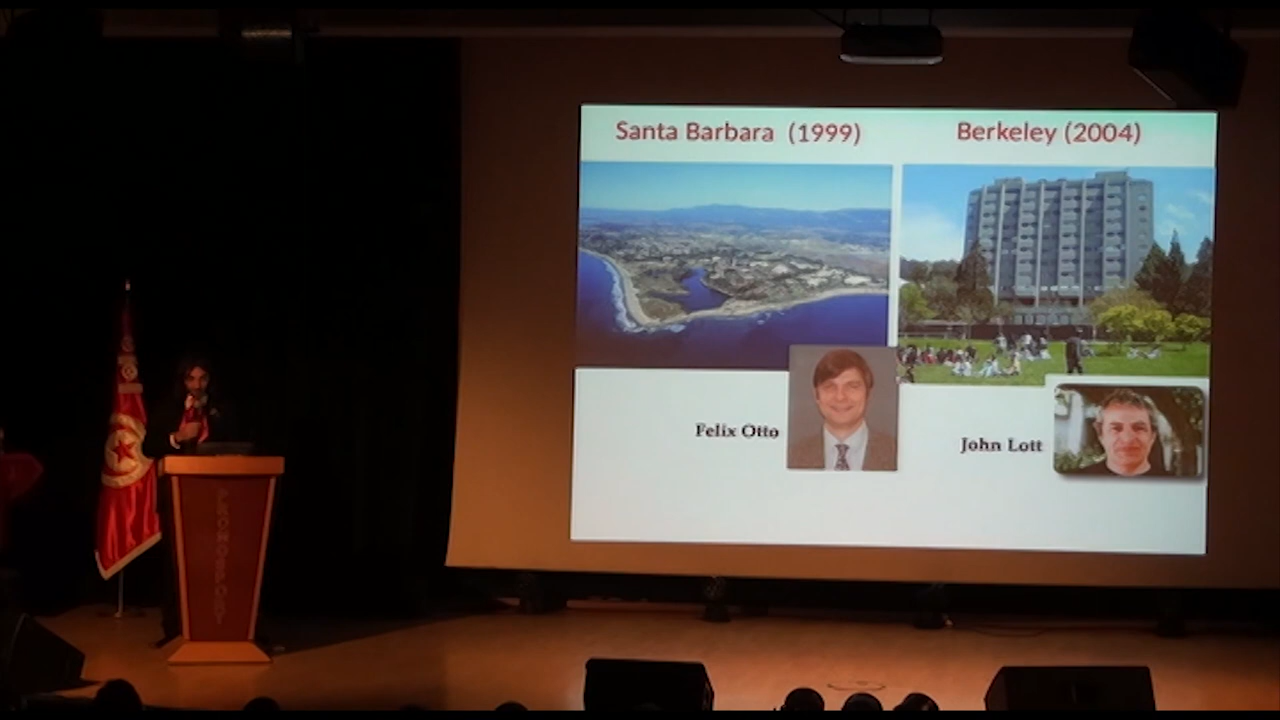 Santa Barbara (1999)
Berkeley (2004)
Felix Otto
John Lott